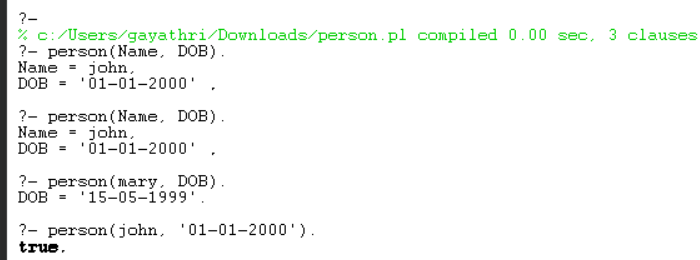 ?-
% c:/Users/gayathri/Downloads/person.pl compiled 0.00 sec, 3 clauses
?- person(Name, DOB).
Name = john,
DOB = '01-01-2000' ,
?- person(Name, DOB).
Name = john,
DOB = '01-01-2000' ,
?- person(mary, DOB).
DOB = '15-05-1999'.
?- person(john, '01-01-2000').
true.